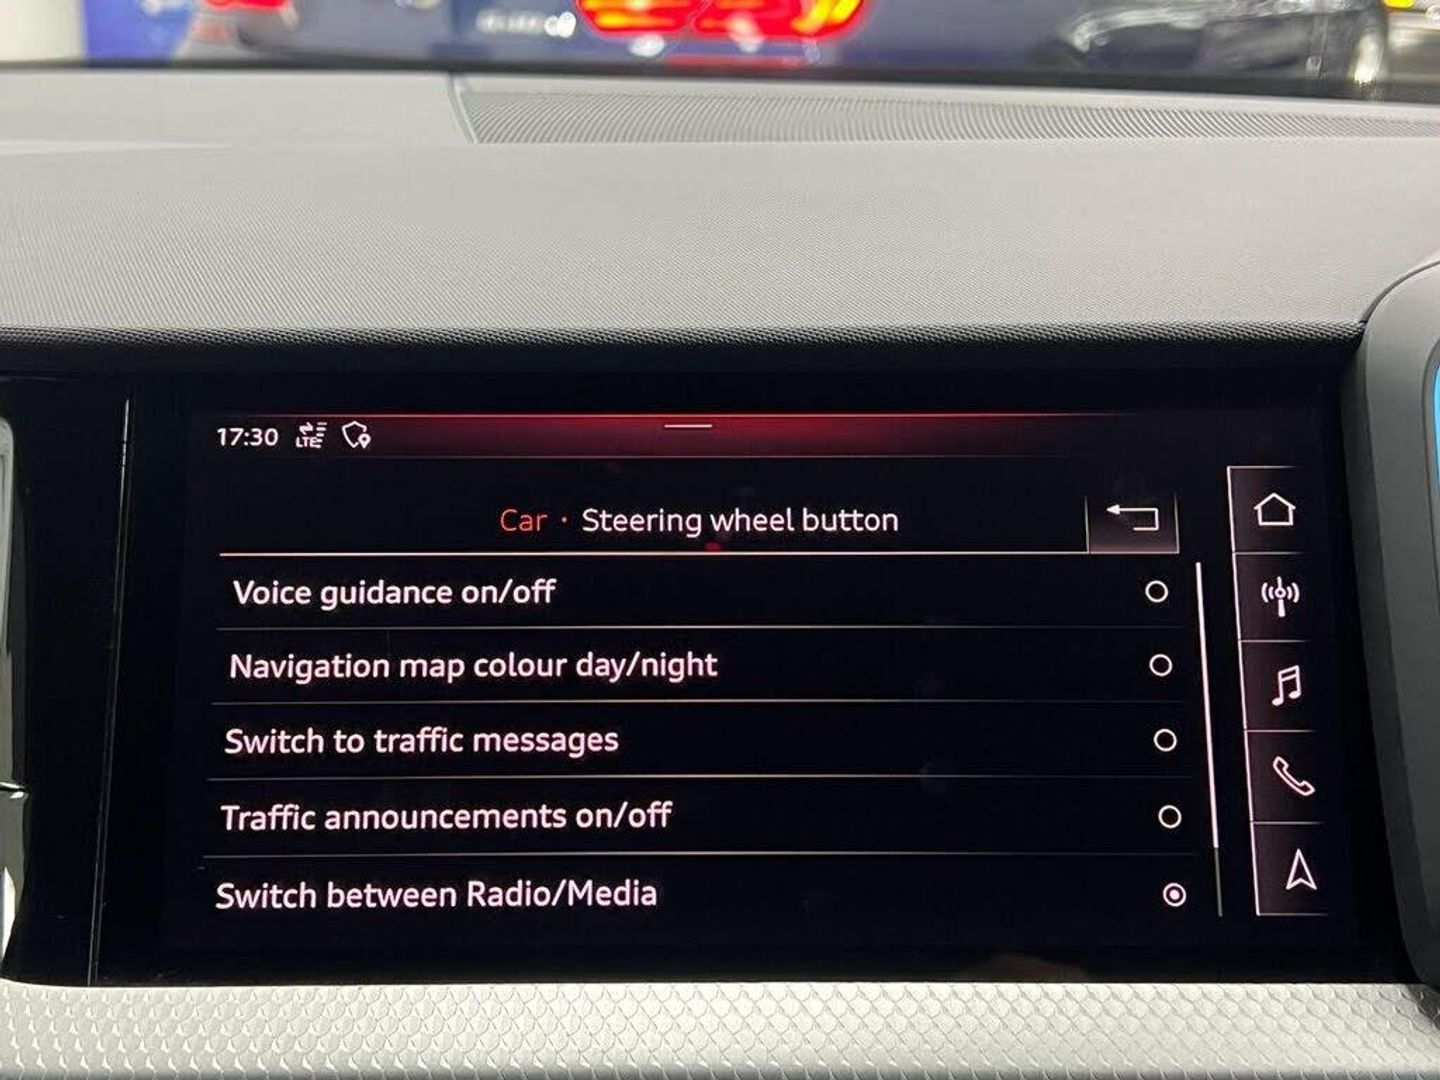 17:30 LTE
Car · Steering wheel button
Voice guidance on/off
Navigation map colour day/night
Switch to traffic messages
Traffic announcements on/off
Switch between Radio/Media